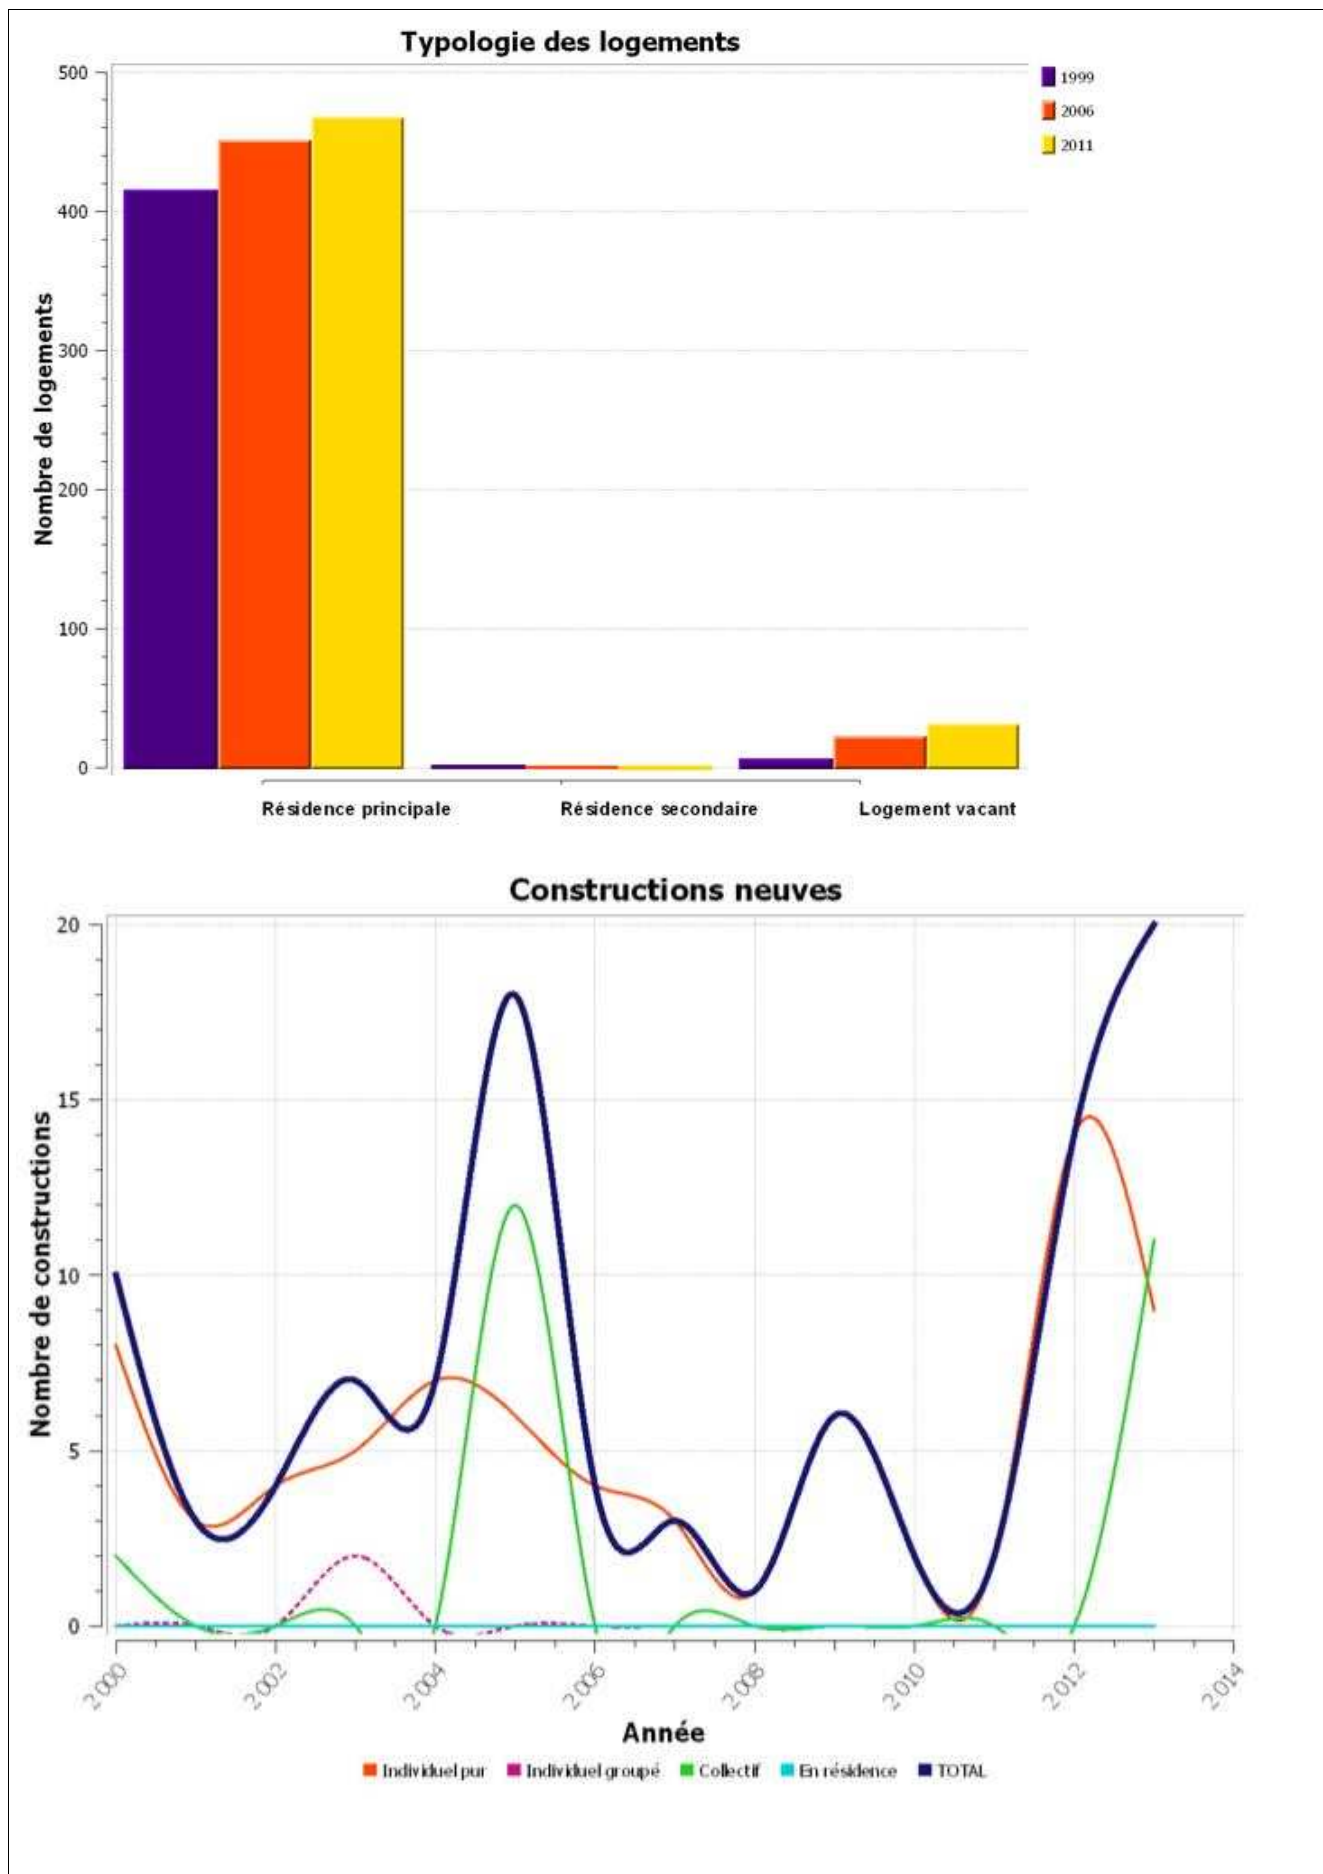 Typologie des logements
500
400
300
200
100
0
Nombre de logements
1999
2006
2011
Résidence principale Résidence secondaire Logement vacant
Constructions neuves
20
15
10
5
0
Nombre de constructions
2000 2002 2004 2006 2008 2010 2012 2014
Année
Individuel pur Individuel groupé Collectif En résidence TOTAL